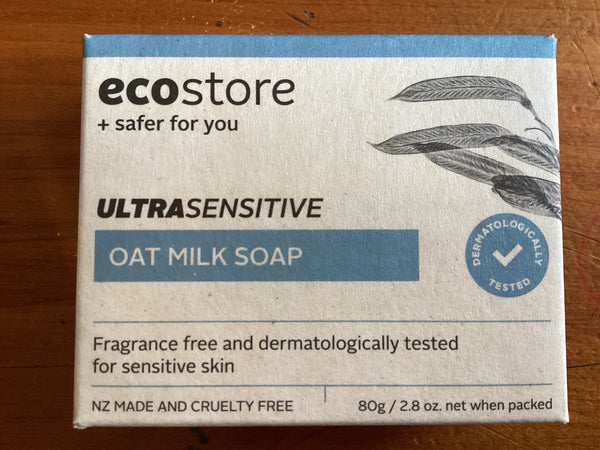 ecostore
+ safer for you
ULTRASENSITIVE
OAT MILK SOAP
DERMATOLOGICALLY
TESTED
Fragrance free and dermatologically tested
for sensitive skin
NZ MADE AND CRUELTY FREE
80g / 2.8 oz. net when packed